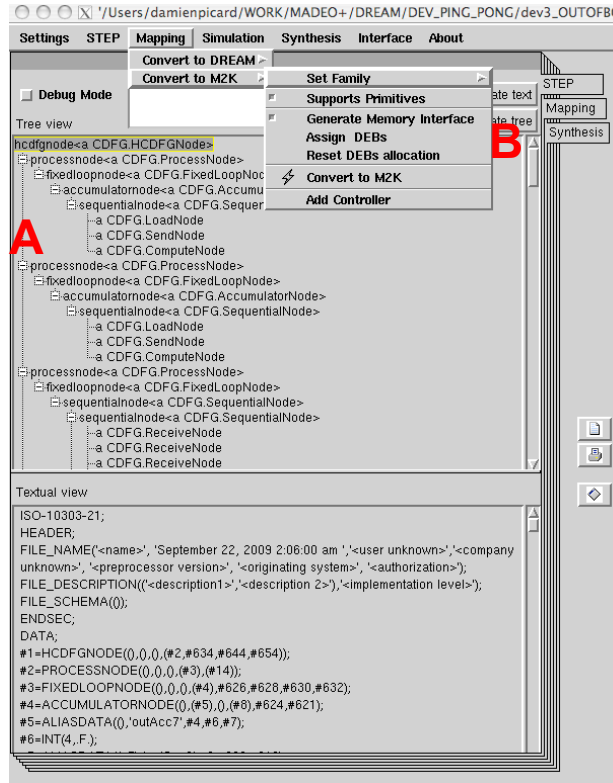 X '/Users/damienpicard/WORK/MADEO+/DREAM/DEV_PING_PONG/dev3_OUTOFB
Settings STEP Mapping Simulation Synthesis Interface About
Convert to DREAM
Convert to M2K
Set Family
Supports Primitives
Generate Memory Interface
Assign DEBs
Reset DEBs allocation
Convert to M2K
Add Controller
Debug Mode
ate text
ate tree
STEP
Mapping
Synthesis
A
B
Tree view
hcdfgnode<a CDFG.HCDFGNode>
processnode<a CDFG.ProcessNode>
fixedloopnode<a CDFG.FixedLoopNod
accumulatornode<a CDFG.Accumu
sequentialnode<a CDFG.Sequer
a CDFG.LoadNode
a CDFG.SendNode
a CDFG.ComputeNode
processnode<a CDFG.ProcessNode>
fixedloopnode<a CDFG.FixedLoopNode>
accumulatornode<a CDFG.AccumulatorNode>
sequentialnode<a CDFG.SequentialNode>
a CDFG.LoadNode
a CDFG.SendNode
a CDFG.ComputeNode
processnode<a CDFG.ProcessNode>
fixedloopnode<a CDFG.FixedLoopNode>
sequentialnode<a CDFG.SequentialNode>
sequentialnode<a CDFG.SequentialNode>
a CDFG.ReceiveNode
a CDFG.ReceiveNode
a CDFG.ReceiveNode
Textual view
ISO-10303-21;
HEADER;
FILE_NAME('<name>', 'September 22, 2009 2:06:00 am ','<user unknown>','<company
unknown>', '<preprocessor version>', '<originating system>', '<authorization>');
FILE_DESCRIPTION(('<description1>','<description 2>'),'<implementation level>');
FILE_SCHEMA(());
ENDSEC;
DATA;
#1=HCDFGNODE((),(),(),(#2,#634,#644,#654));
#2=PROCESSNODE((),(),(),(#3),(#14));
#3=FIXEDLOOPNODE((),(),(),(#4),#626,#628,#630,#632);
#4=ACCUMULATORNODE((),(#5),(),(#8),#624,#621);
#5=ALIASDATA((),'outAcc7',#4,#6,#7);
#6=INT(4,.F.);